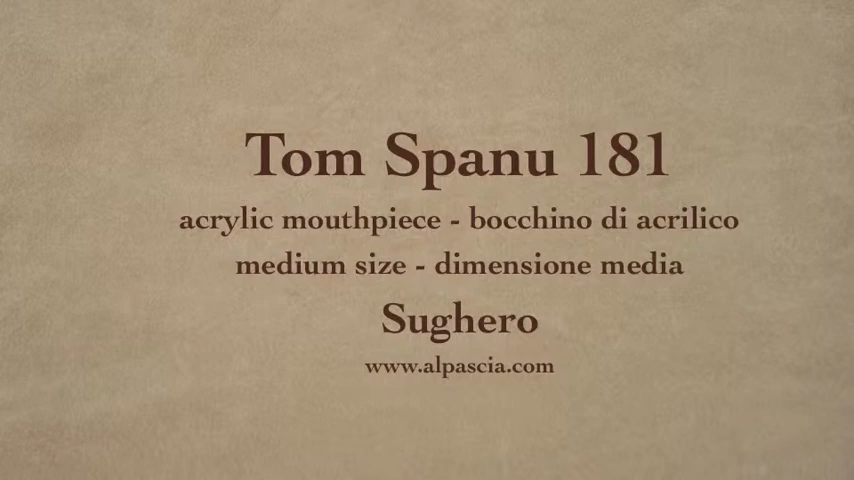 Tom Spanu 181
acrylic mouthpiece - bocchino di acrilico
medium size - dimensione media
Sughero
www.alpascia.com